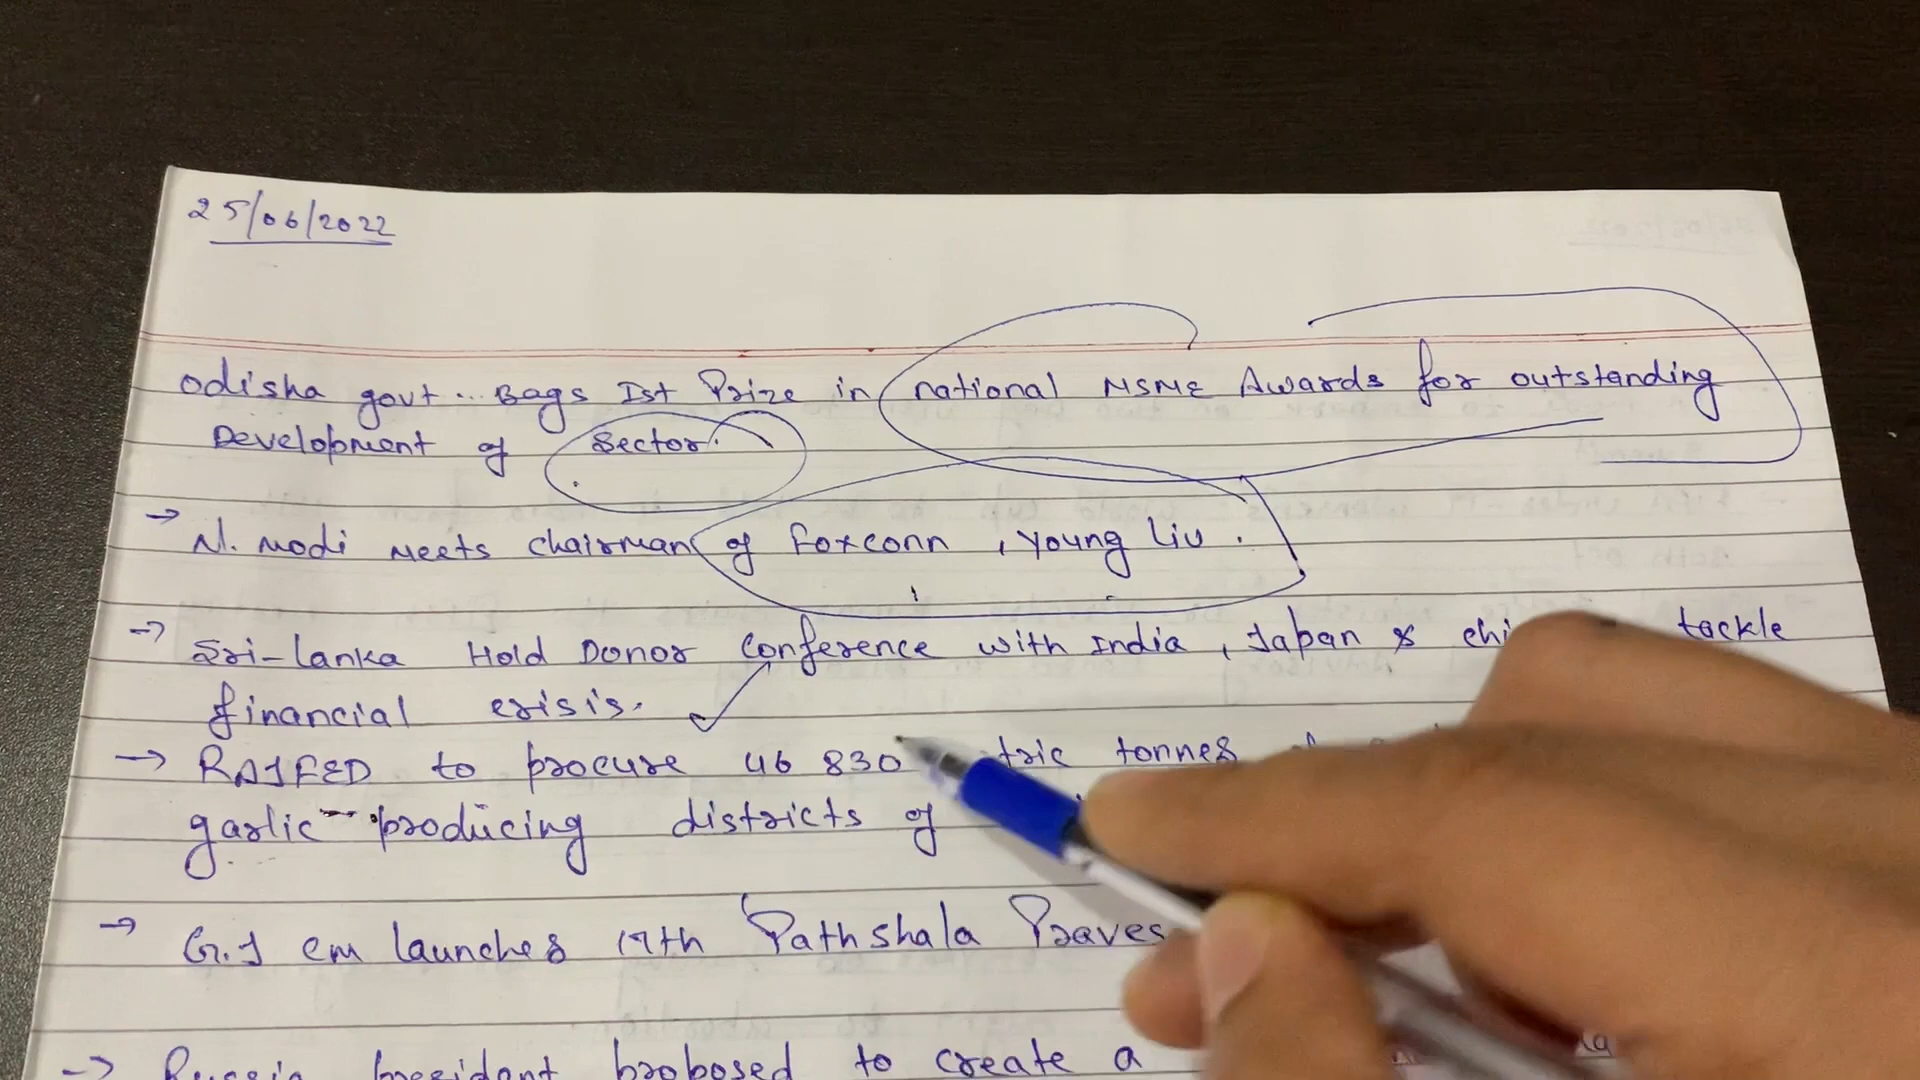 25/06/2022
Odisha govt.. Bags Ist Prize in national MSME Awards for outstanding
Development of Sector.
→ N. Modi Meets Chairman of Foxconn, Young Liu.
→ Sri-lanka Hold Donor Conference with India, Japan & tackle
financial crisis.
→ RAJFED to procure 46 830 tonnes
garlic-producing districts of
→ G.J cm launches 17th Pathshala
→ Russia president proposed to create a